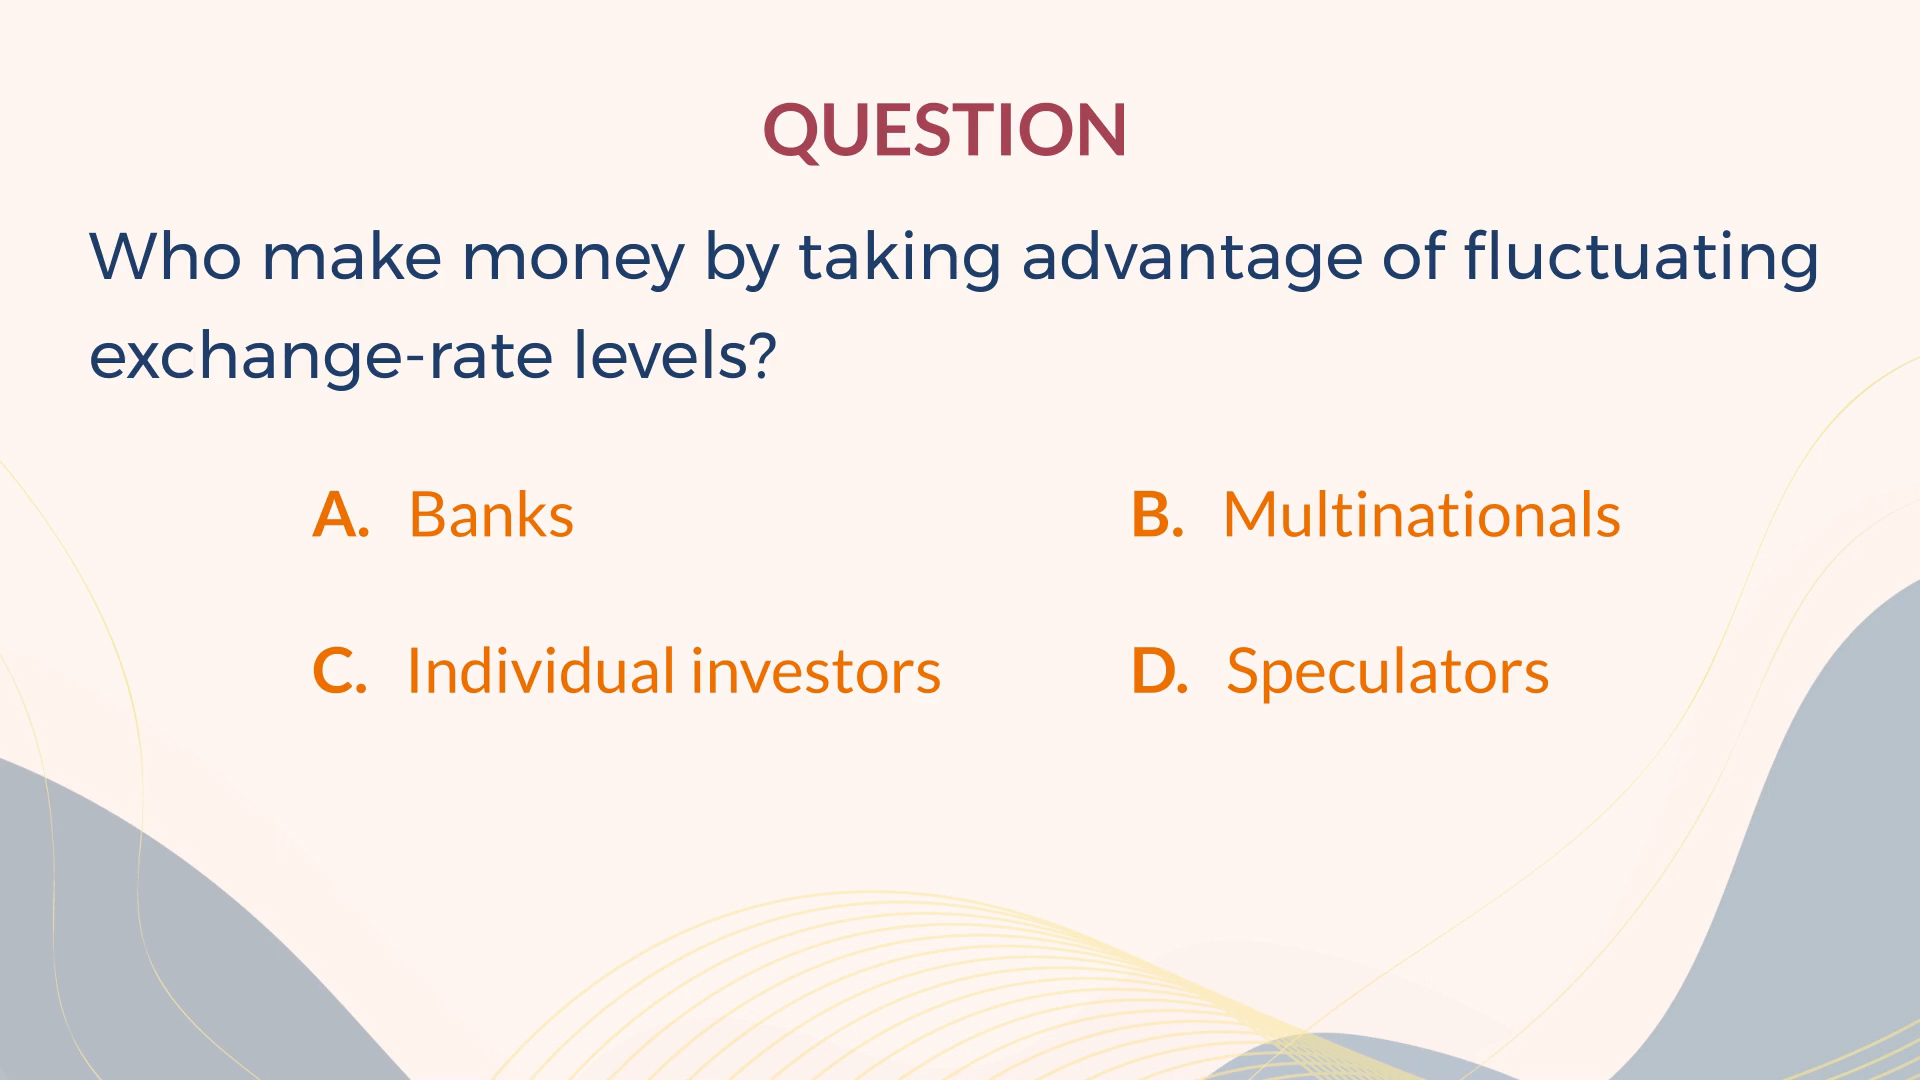 QUESTION
Who make money by taking advantage of fluctuating
exchange-rate levels?
A. Banks
B. Multinationals
C. Individual investors
D. Speculators